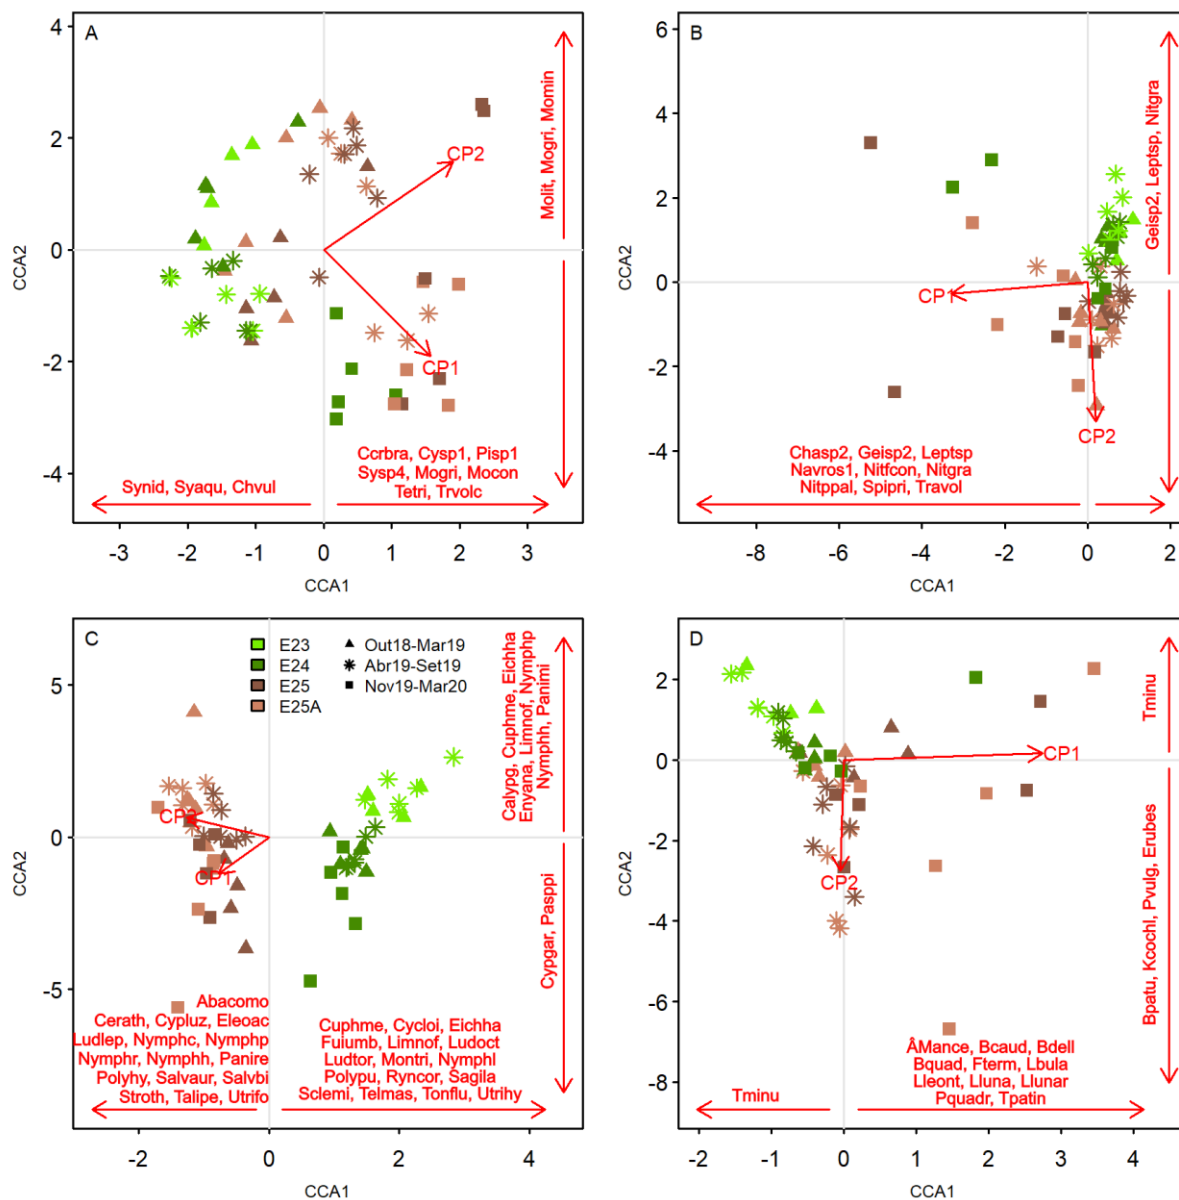 A
4
2
0
-2
-4
CCA2
CP2
CP1
Molit, Mogri, Momin
Ccrbra, Cysp1, Pisp1
Sysp4, Mogri, Mocon
Tetri, Trvolc
Synid, Syaqu, Chvul
-3
-2
-1
0
1
2
3
CCA1
B
6
4
2
0
-2
-4
CCA2
CP1
CP2
Geisp2, Leptsp, Nitgra
Chasp2, Geisp2, Leptsp
Navros1, Nitfcon, Nitgra
Nitppal, Spipri, Travol
-8
-6
-4
-2
0
2
CCA1
C
E23
E24
E25
E25A
Out18-Mar19
Abr19-Set19
Nov19-Mar20
5
0
-5
CCA2
CP2
CP1
Calypg, Cuphme, Eichha
Enyana, Limnof, Nymphp
Nymphh, Panimi
Cypgar, Pasppi
Abacomo
Cerath, Cypluz, Eleoac
Ludlep, Nymphc, Nymphp
Nymphr, Nymphh, Panire
Polyhy, Salvaur, Salvbi
Stroth, Talipe, Utrifo
Cuphme, Cycloi, Eichha
Fuiumb, Limnof, Ludoct
Ludtor, Montri, Nymphl
Polypu, Ryncor, Sagila
Sclemi, Telmas, Tonflu, Utrihy
-2
0
2
4
CCA1
D
2
0
-2
-4
-6
-8
CCA2
CP1
CP2
Tminu
Bpatu, Kcochl, Pvulg, Erubes
ÂMance, Bcaud, Bdell
Bquad, Fterm, Lbula
Lleont, Lluna, Llunar
Pquadr, Tpatin
Tminu
-2
-1
0
1
2
3
4
CCA1